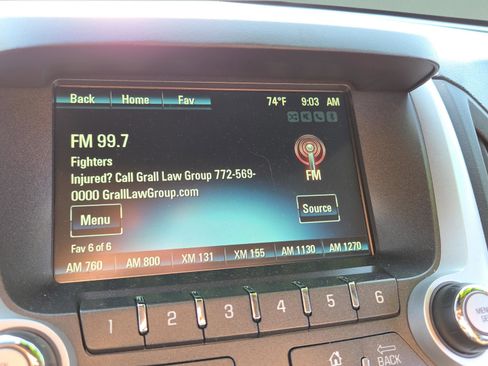 Back Home Fav 74°F 9:03 AM
FM 99.7
Fighters
Injured? Call Grall Law Group 772-569-
0000 GrallLawGroup.com
FM
Menu Source
Fav 6 of 6
AM 760 AM 800 XM 131 XM 155 AM 1130 AM 1270
1 2 3 4 5 6
MENU
BACK